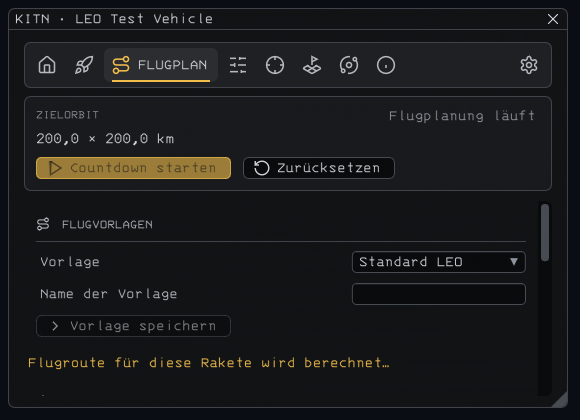 KITN · LEO Test Vehicle
FLUGPLAN
ZIELORBIT
Flugplanung läuft
200,0 × 200,0 km
Countdown starten
Zurücksetzen
FLUGVORLAGEN
Vorlage
Standard LEO
Name der Vorlage
Vorlage speichern
Flugroute für diese Rakete wird berechnet…